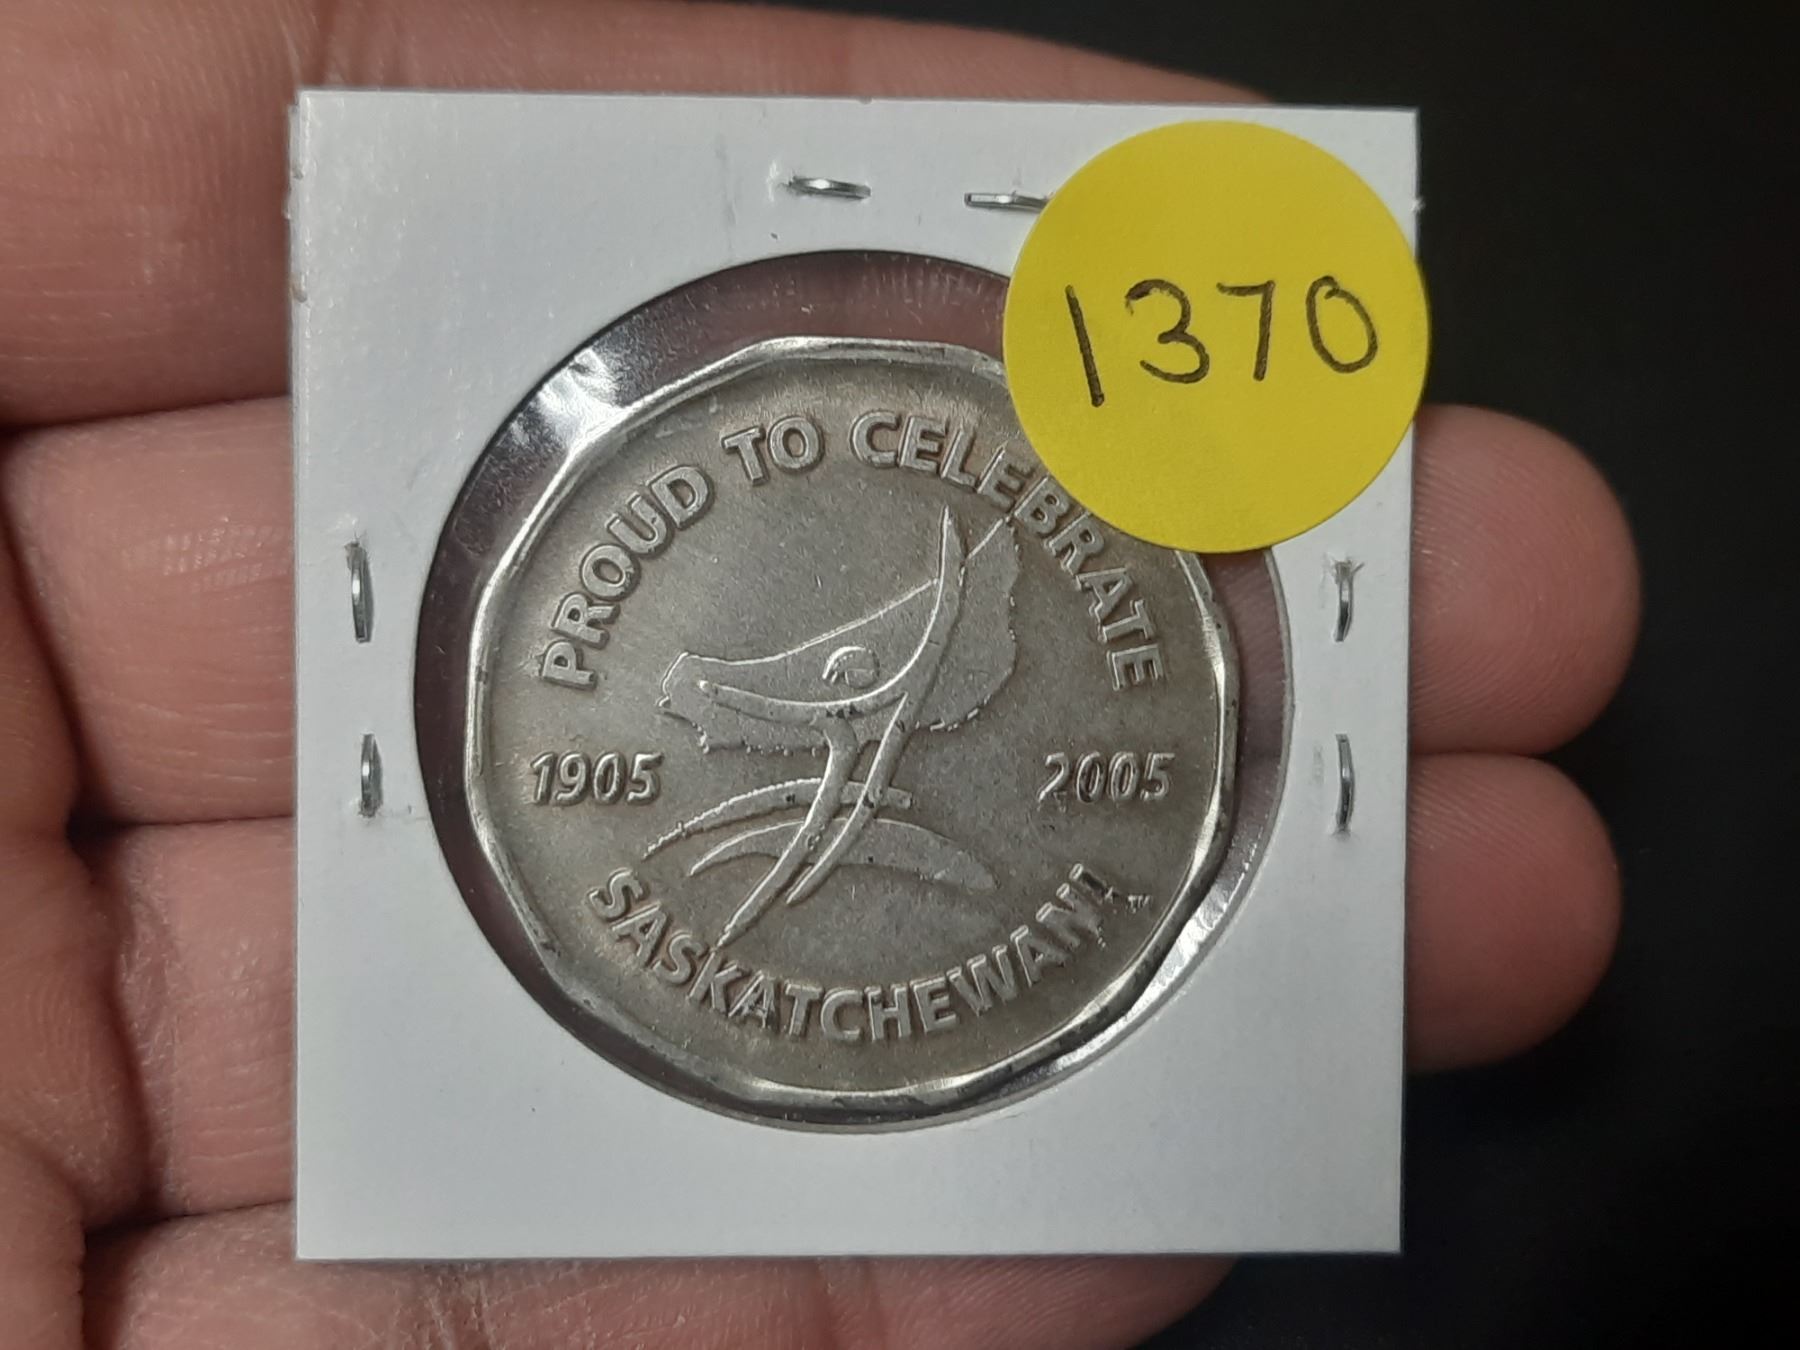 1370
PROUD TO CELEBRATE
1905 2005
SASKATCHEWAN!